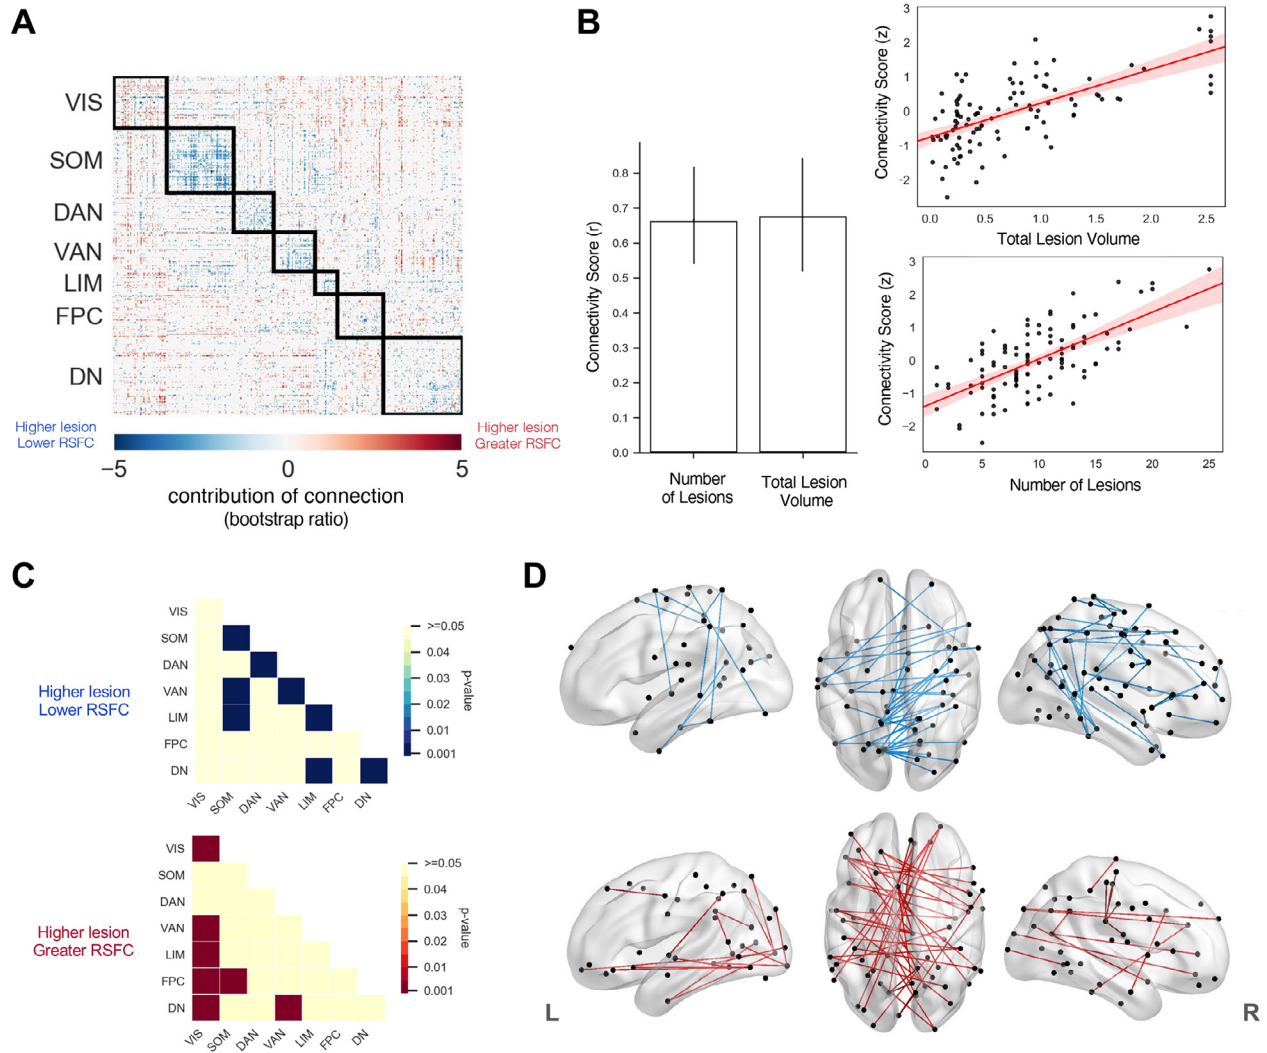 A
VIS
SOM
DAN
VAN
LIM
FPC
DN
Higher lesion
Lower RSFC
Higher lesion
Greater RSFC
−5
0
5
contribution of connection
(bootstrap ratio)
B
Connectivity Score (r)
0.8
0.7
0.6
0.5
0.4
0.3
0.2
0.1
0.0
Number
of Lesions
Total Lesion
Volume
Connectivity Score (z)
3
2
1
0
-1
-2
0.0 0.5 1.0 1.5 2.0 2.5
Total Lesion Volume
Connectivity Score (z)
3
2
1
0
−1
−2
0 5 10 15 20 25
Number of Lesions
C
Higher lesion
Lower RSFC
VIS
SOM
DAN
VAN
LIM
FPC
DN
VIS SOM DAN VAN LIM FPC DN
>=0.05
0.04
0.03
0.02
0.01
0.001
p-value
Higher lesion
Greater RSFC
VIS
SOM
DAN
VAN
LIM
FPC
DN
VIS SOM DAN VAN LIM FPC DN
>=0.05
0.04
0.03
0.02
0.01
0.001
p-value
D
L
R